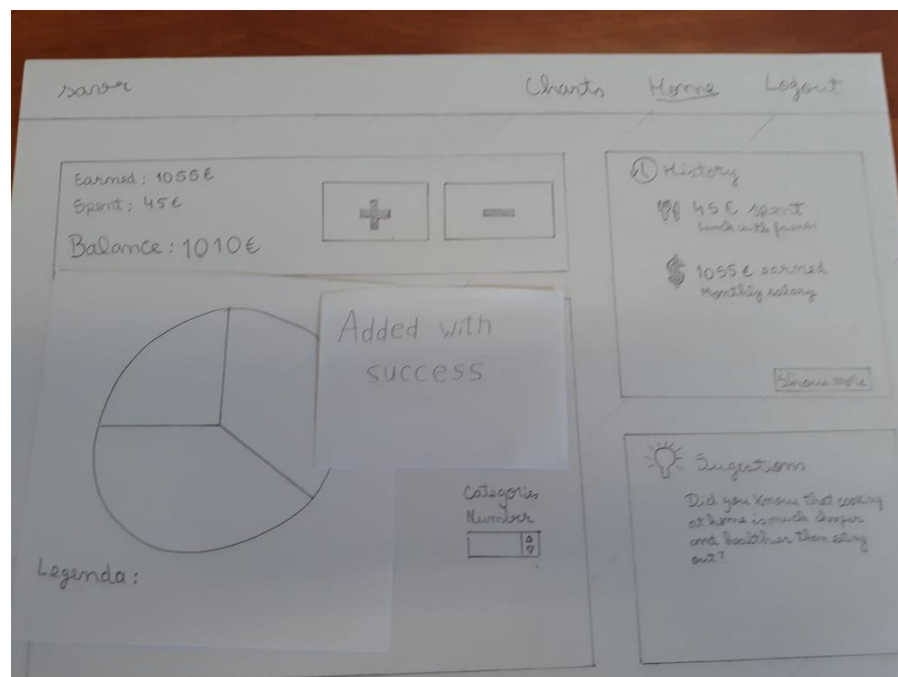 saver
Charts Home Logout
Earned: 1055€
Spent: 45€
Balance: 1010€
+
-
History
45€ spent
Lunch with friends
$ 1055€ earned
Monthly salary
Show more
Added with
success
Categories
Number
Legenda:
Sugestions
Did you know that cooking
at home is much cheaper
and healthier than eating
out?